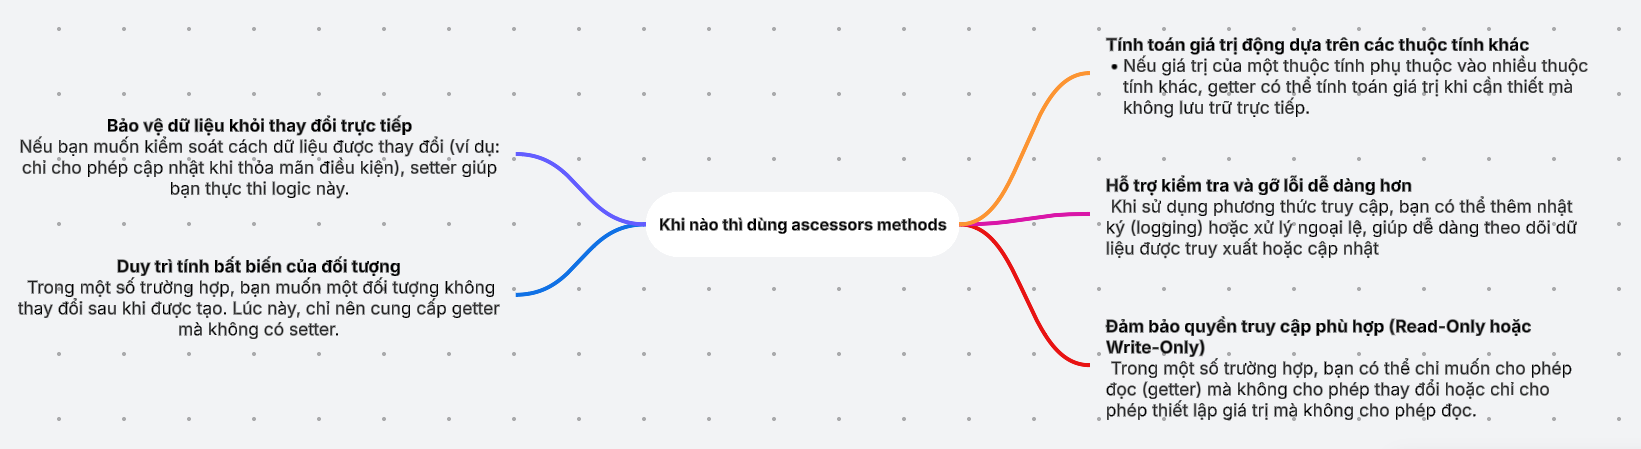 Bảo vệ dữ liệu khỏi thay đổi trực tiếp
Nếu bạn muốn kiểm soát cách dữ liệu được thay đổi (ví dụ:
chỉ cho phép cập nhật khi thỏa mãn điều kiện), setter giúp
bạn thực thi logic này.
Duy trì tính bất biến của đối tượng
Trong một số trường hợp, bạn muốn một đối tượng không
thay đổi sau khi được tạo. Lúc này, chỉ nên cung cấp getter
mà không có setter.
Khi nào thì dùng ascessors methods
Tính toán giá trị động dựa trên các thuộc tính khác
• Nếu giá trị của một thuộc tính phụ thuộc vào nhiều thuộc
tính khác, getter có thể tính toán giá trị khi cần thiết mà
không lưu trữ trực tiếp.
Hỗ trợ kiểm tra và gỡ lỗi dễ dàng hơn
Khi sử dụng phương thức truy cập, bạn có thể thêm nhật
ký (logging) hoặc xử lý ngoại lệ, giúp dễ dàng theo dõi dữ
liệu được truy xuất hoặc cập nhật
Đảm bảo quyền truy cập phù hợp (Read-Only hoặc
Write-Only)
Trong một số trường hợp, bạn có thể chỉ muốn cho phép
đọc (getter) mà không cho phép thay đổi hoặc chỉ cho
phép thiết lập giá trị mà không cho phép đọc.